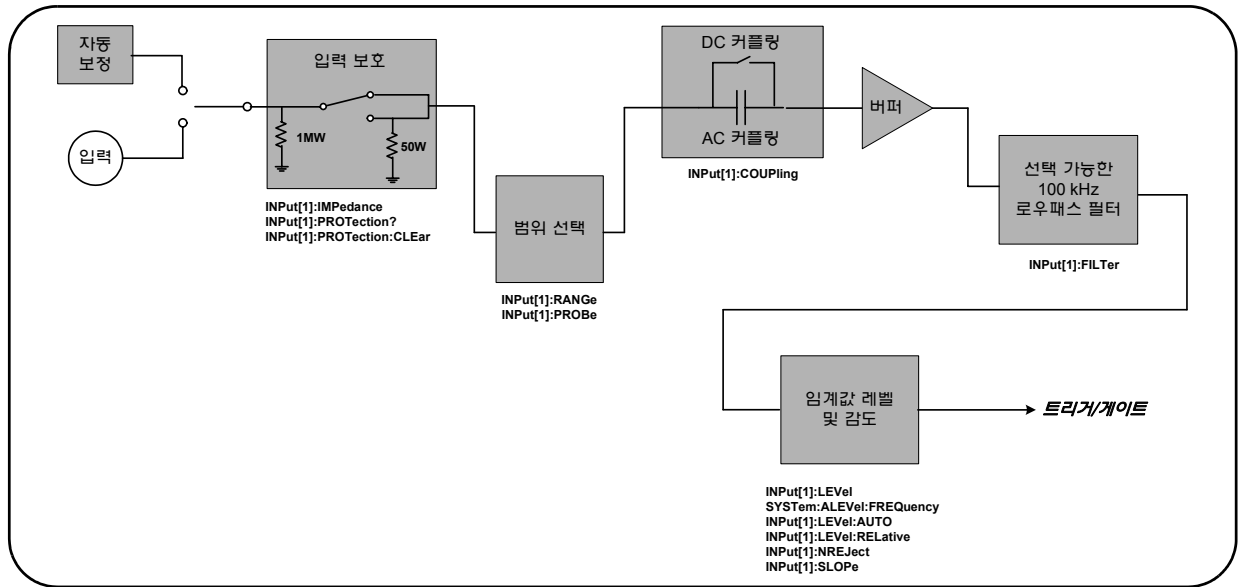 자동
보정
입력
입력 보호
1MW
50W
INPut[1]:IMPedance
INPut[1]:PROTection?
INPut[1]:PROTection:CLEar
범위 선택
INPut[1]:RANGe
INPut[1]:PROBe
DC 커플링
AC 커플링
INPut[1]:COUPling
버퍼
선택 가능한
100 kHz
로우패스 필터
INPut[1]:FILTer
임계값 레벨
및 감도
INPut[1]:LEVel
SYSTem:ALEVel:FREQuency
INPut[1]:LEVel:AUTO
INPut[1]:LEVel:RELative
INPut[1]:NREJect
INPut[1]:SLOPe
트리거/게이트